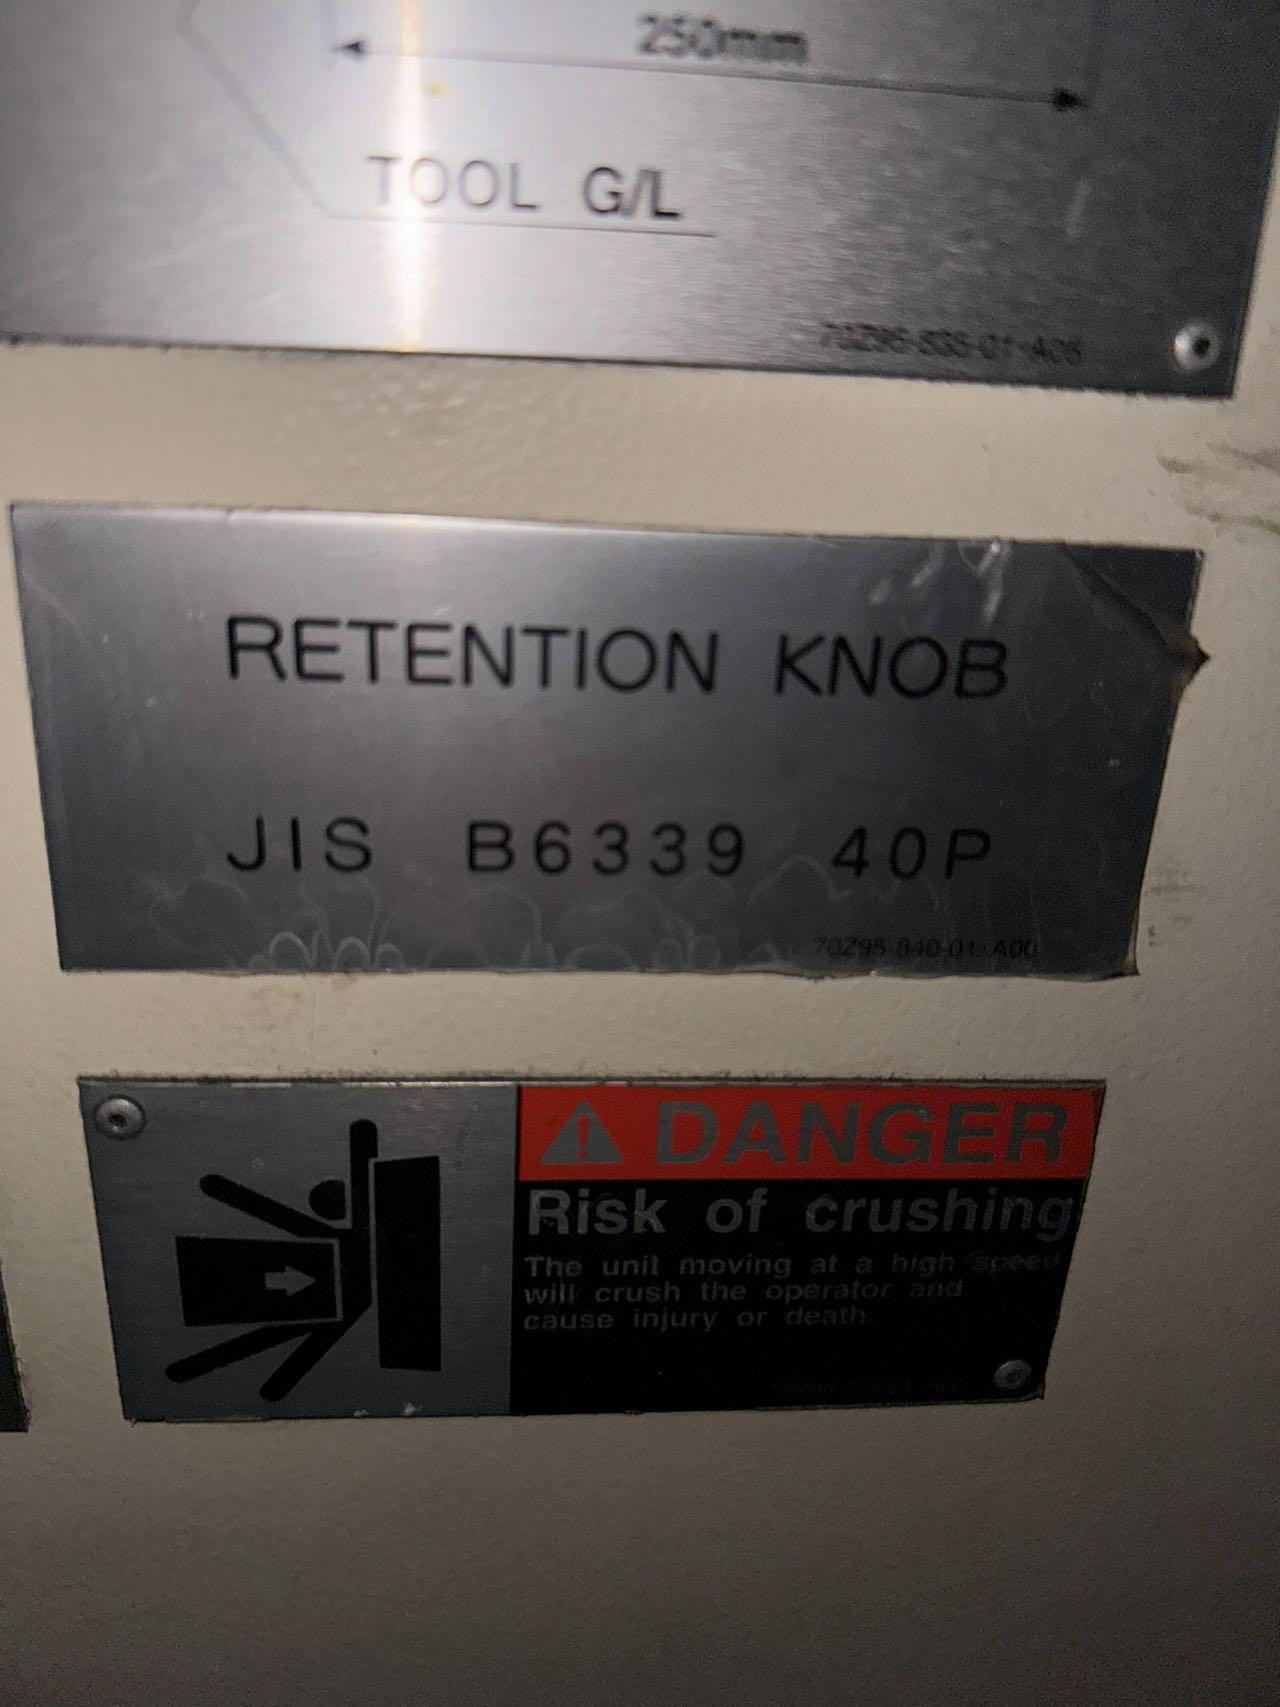 250mm
TOOL G/L
RETENTION KNOB
JIS B6339 40P
70Z95-840-01-A00
DANGER
Risk of crushing
The unit moving at a high speed
will crush the operator and
cause injury or death.